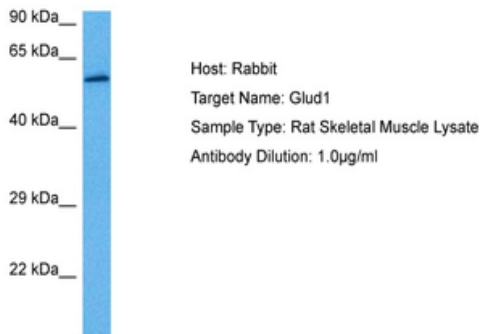 90 kDa__
65 kDa__
40 kDa__
29 kDa__
22 kDa__
Host: Rabbit
Target Name: Glud1
Sample Type: Rat Skeletal Muscle Lysate
Antibody Dilution: 1.0µg/ml